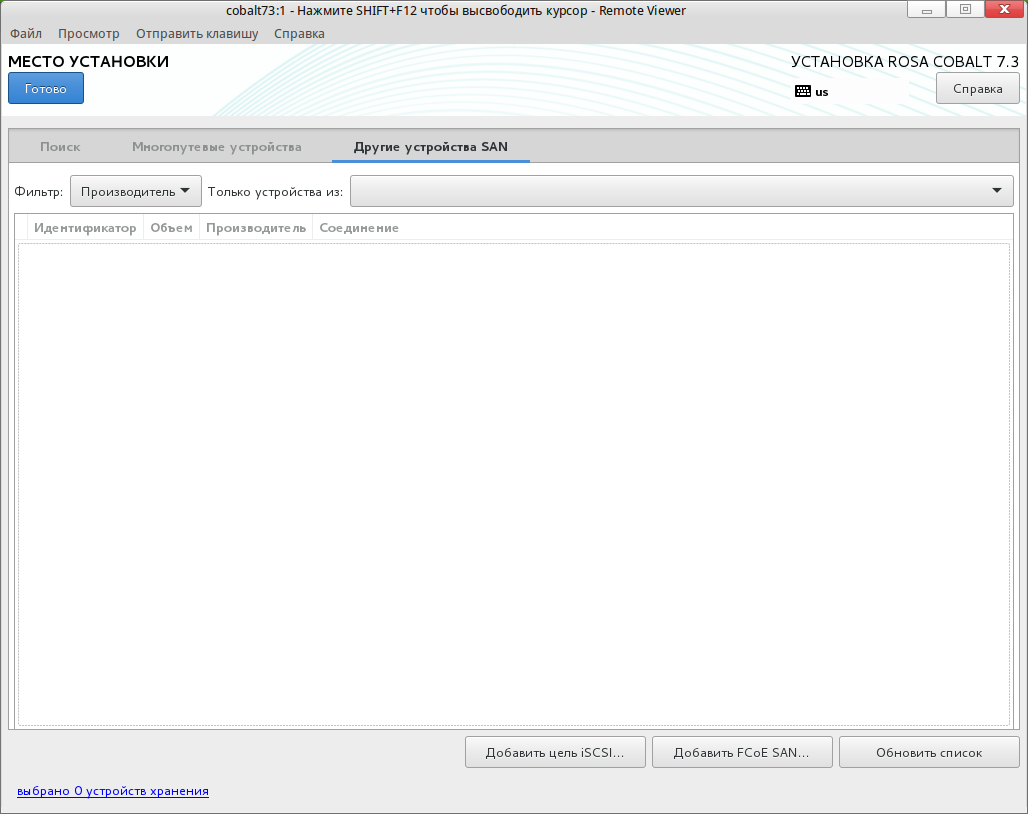 cobalt73:1 - Нажмите SHIFT+F12 чтобы высвободить курсор - Remote Viewer
Файл Просмотр Отправить клавишу Справка
МЕСТО УСТАНОВКИ УСТАНОВКА ROSA COBALT 7.3
Готово us Справка
Поиск Многопутевые устройства Другие устройства SAN
Фильтр: Производитель Только устройства из:
Идентификатор Объем Производитель Соединение
Добавить цель iSCSI... Добавить FCoE SAN... Обновить список
выбрано 0 устройств хранения